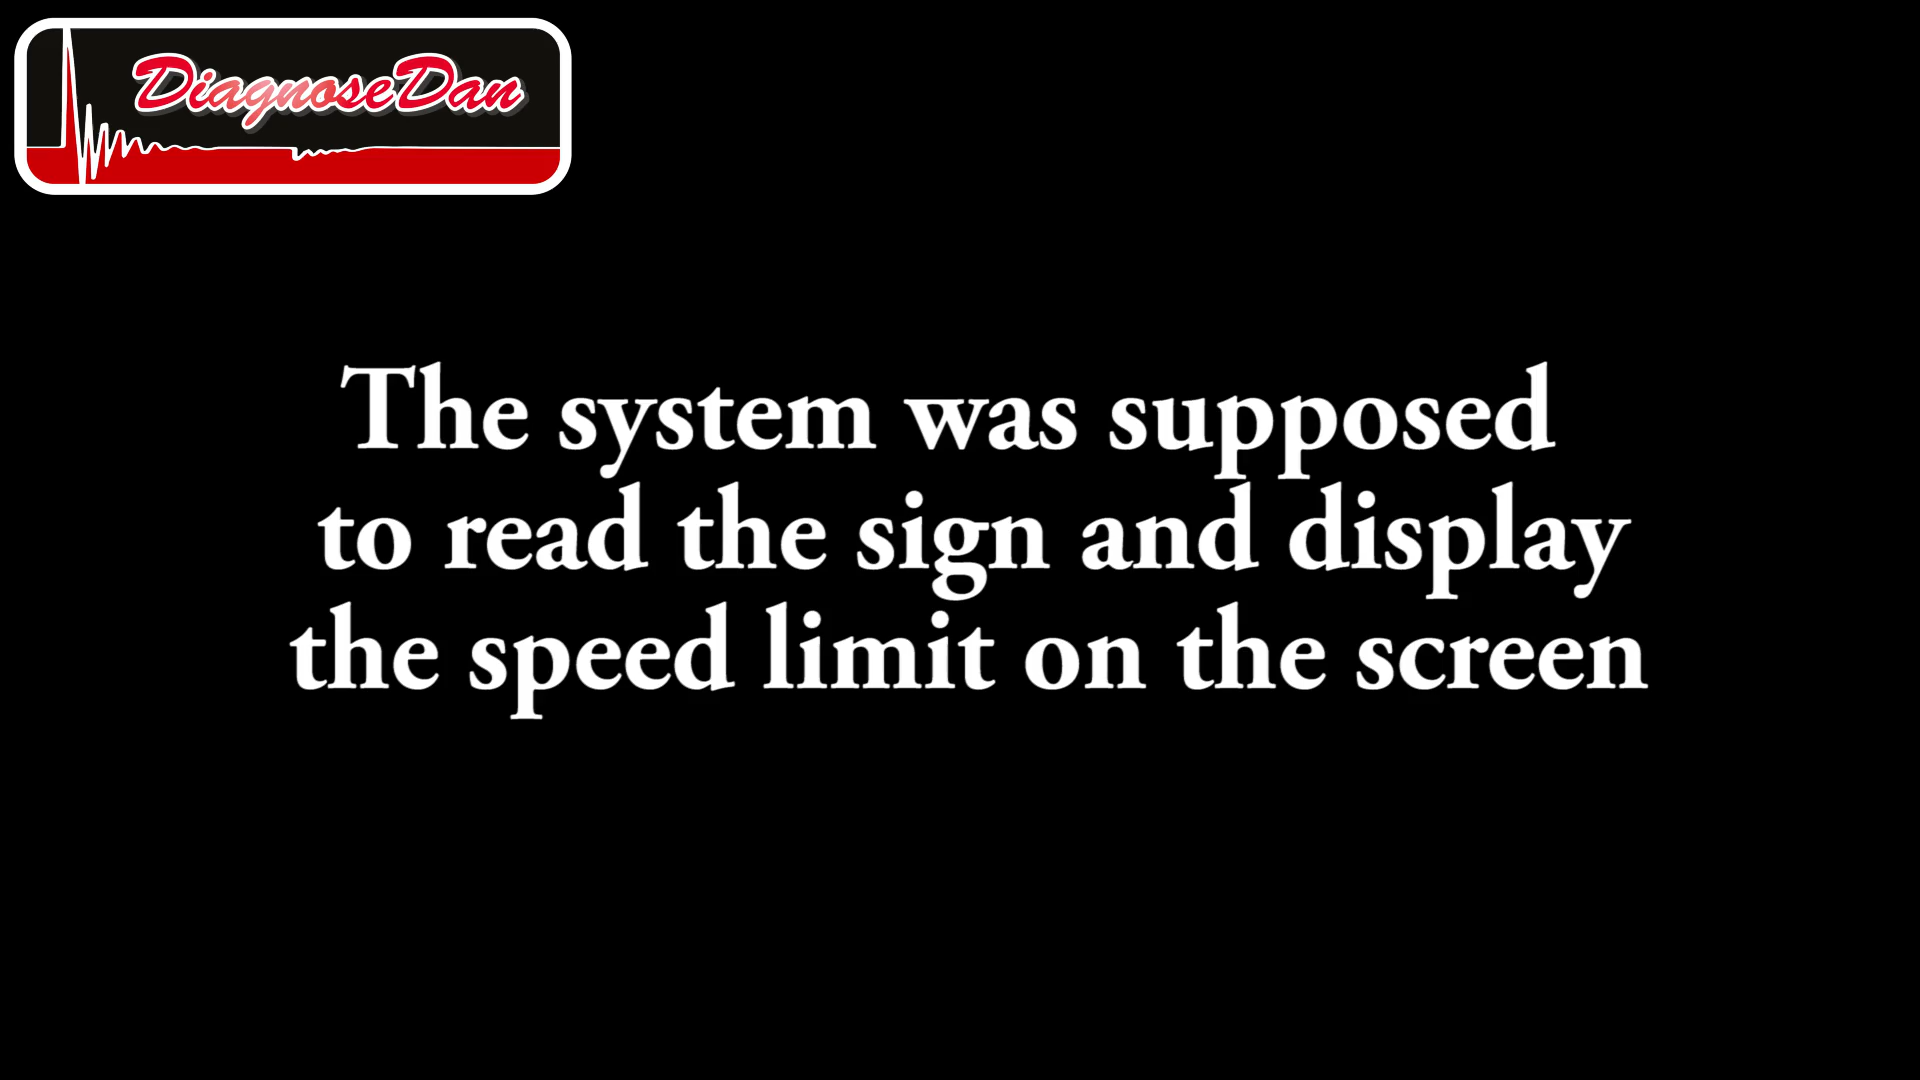 DiagnoseDan
The system was supposed
to read the sign and display
the speed limit on the screen